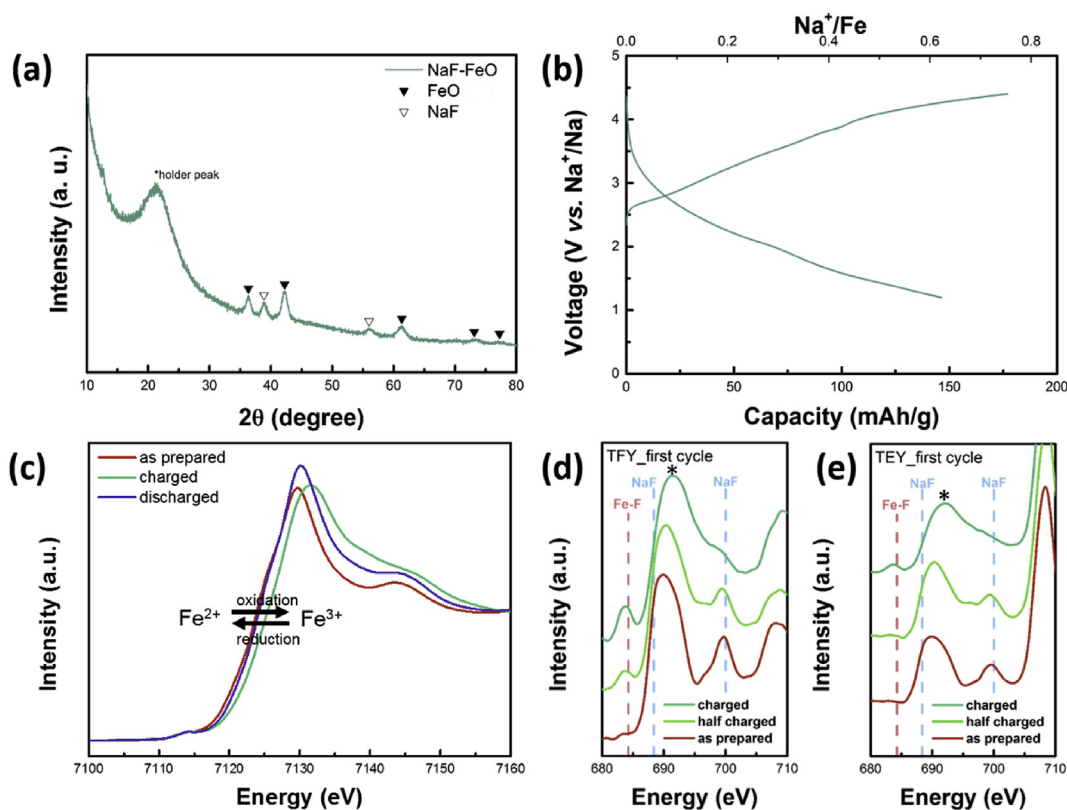 (a)
NaF-FeO
FeO
NaF
*holder peak
Intensity (a. u.)
10 20 30 40 50 60 70 80
2θ (degree)
(b)
Na⁺/Fe
0.0 0.2 0.4 0.6 0.8
Voltage (V vs. Na⁺/Na)
5
4
3
2
1
0
0 50 100 150 200
Capacity (mAh/g)
(c)
as prepared
charged
discharged
oxidation
Fe²⁺ Fe³⁺
reduction
Intensity (a.u.)
7100 7110 7120 7130 7140 7150 7160
Energy (eV)
(d)
TFY_first cycle
*
NaF NaF
Fe-F
Intensity (a.u.)
charged
half charged
as prepared
680 690 700 710
Energy (eV)
(e)
TEY_first cycle
NaF NaF
*
Fe-F
Intensity (a.u.)
charged
half charged
as prepared
680 690 700 710
Energy (eV)